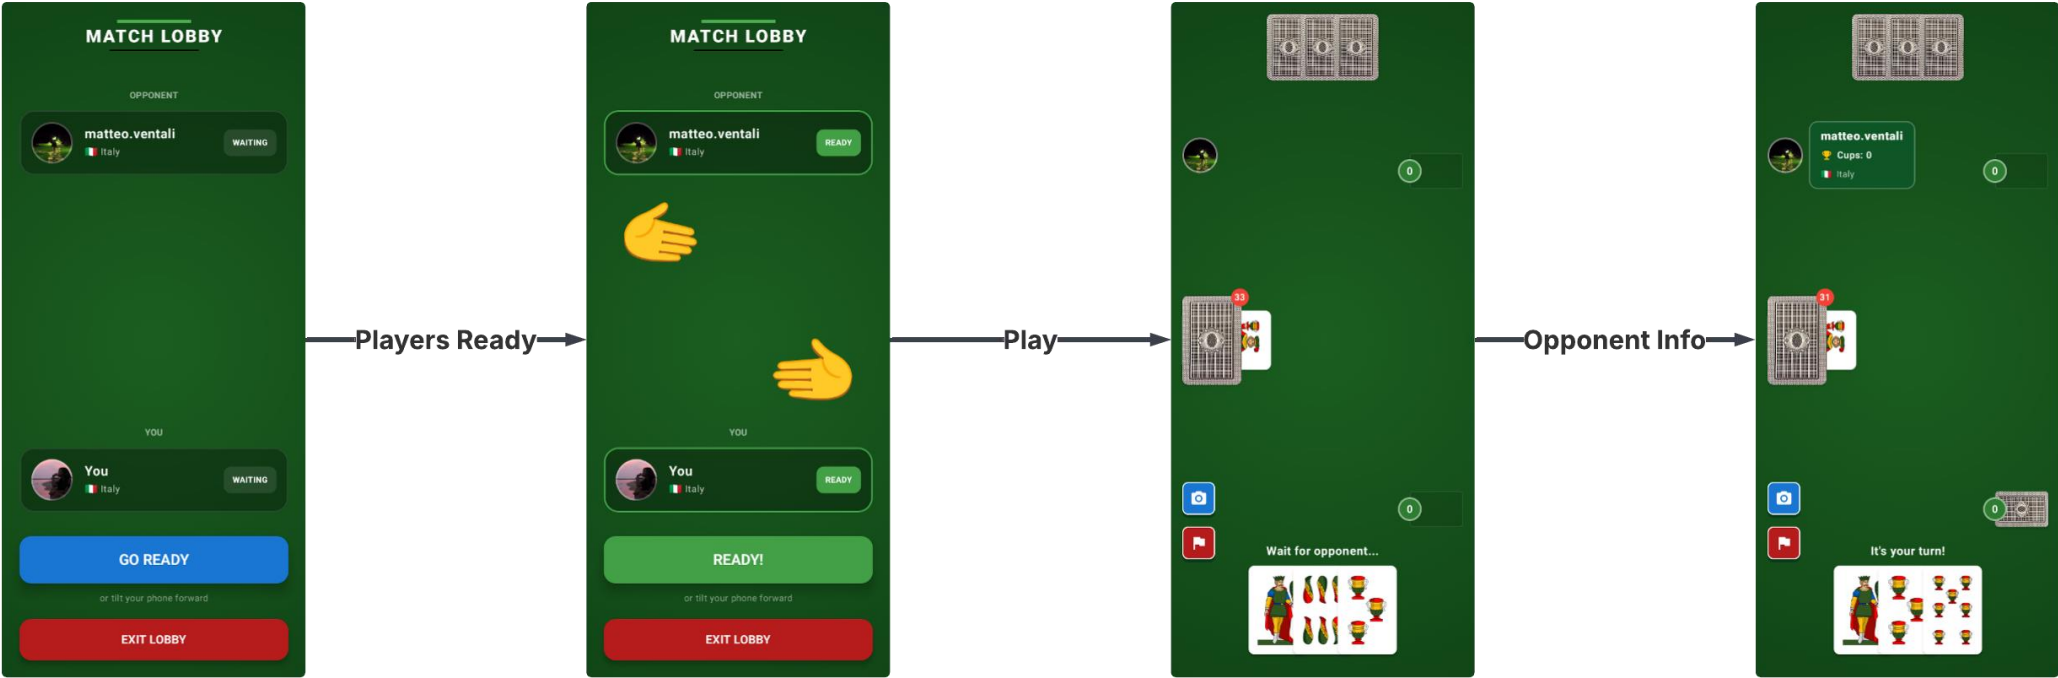 MATCH LOBBY
OPPONENT
matteo.ventali
Italy
WAITING
YOU
You
Italy
WAITING
GO READY
or tilt your phone forward
EXIT LOBBY
Players Ready
MATCH LOBBY
OPPONENT
matteo.ventali
Italy
READY
YOU
You
Italy
READY
READY!
or tilt your phone forward
EXIT LOBBY
Play
0
33
0
Wait for opponent...
Opponent Info
matteo.ventali
Cups: 0
Italy
0
31
0
It's your turn!